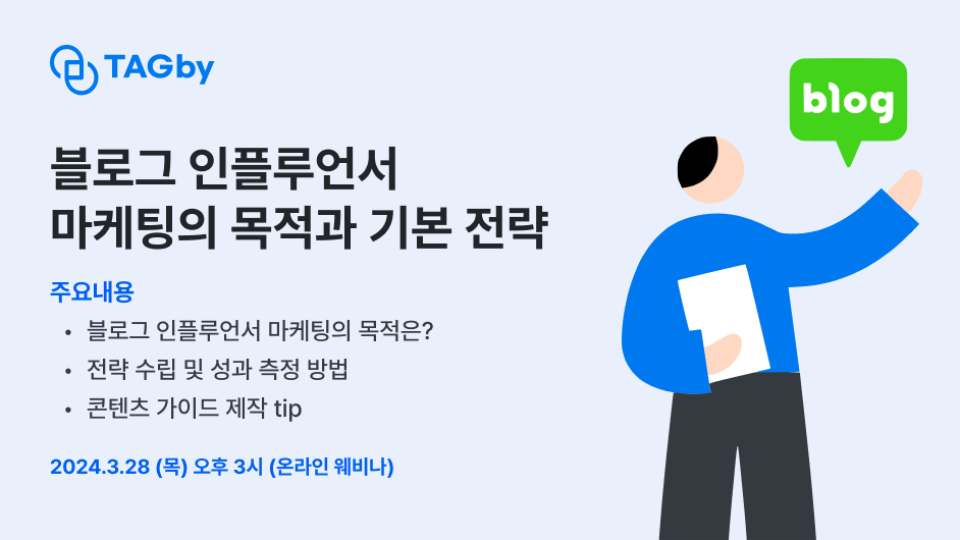 TAGby
blog
블로그 인플루언서
마케팅의 목적과 기본 전략
주요내용
• 블로그 인플루언서 마케팅의 목적은?
• 전략 수립 및 성과 측정 방법
• 콘텐츠 가이드 제작 tip
2024.3.28 (목) 오후 3시 (온라인 웨비나)